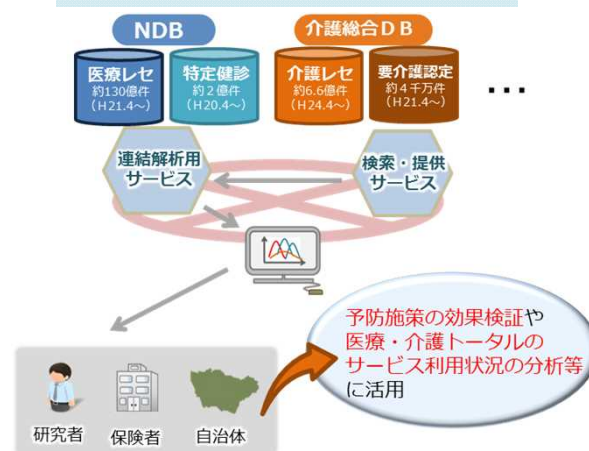 NDB
介護総合ＤＢ
医療レセ
約130億件
（Ｈ21.4～）
特定健診
約２億件
（Ｈ20.4～）
介護レセ
約6.6億件
（Ｈ24.4～）
要介護認定
約４千万件
（Ｈ21.4～）
…
連結解析用
サービス
検索・提供
サービス
予防施策の効果検証や
医療・介護トータルの
サービス利用状況の分析等
に活用
研究者
保険者
自治体